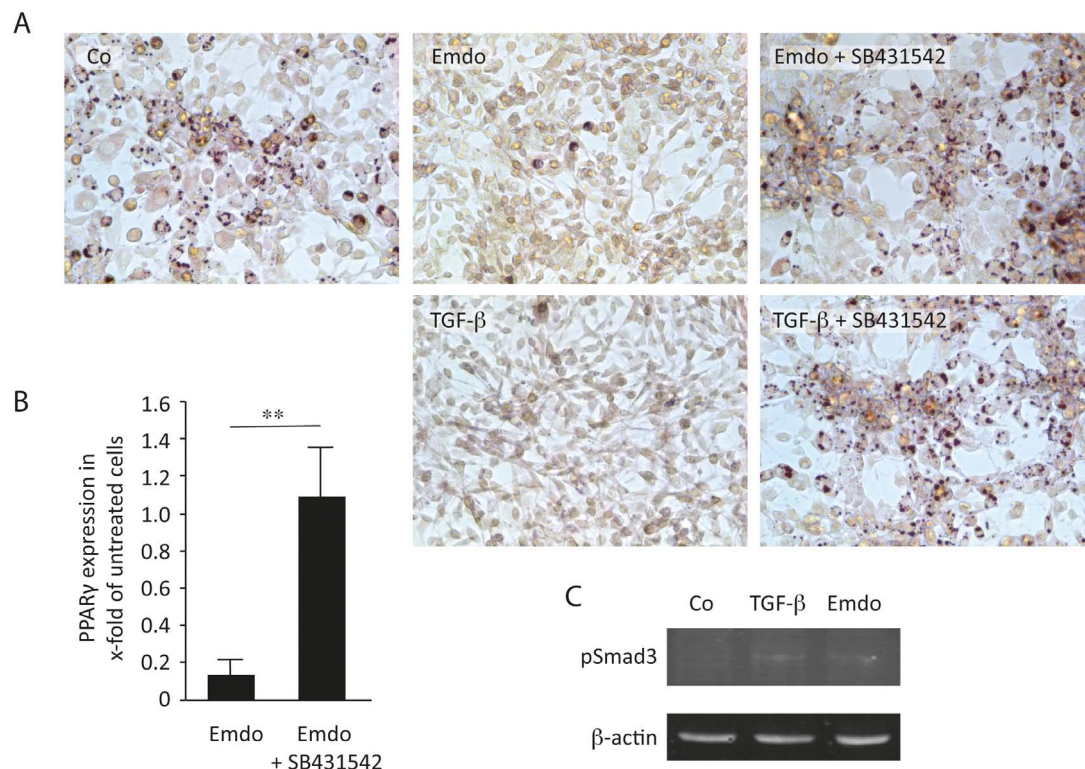 A
Co
Emdo
Emdo + SB431542
TGF-β
TGF-β + SB431542
B
PPARγ expression in
x-fold of untreated cells
1.6
1.4
1.2
1.0
0.8
0.6
0.4
0.2
0
**
Emdo
Emdo
+ SB431542
C
Co TGF-β Emdo
pSmad3
β-actin